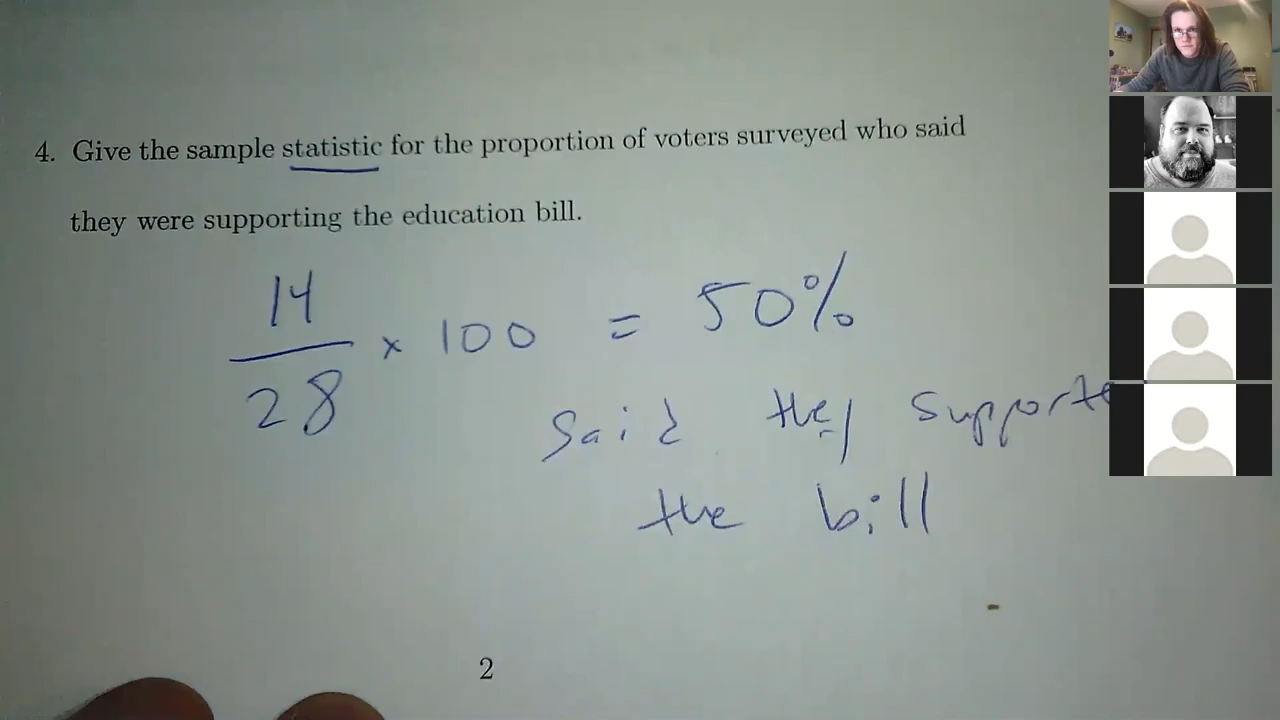 4. Give the sample statistic for the proportion of voters surveyed who said
they were supporting the education bill.
14
28 × 100 = 50%
said they supporte
the bill
2